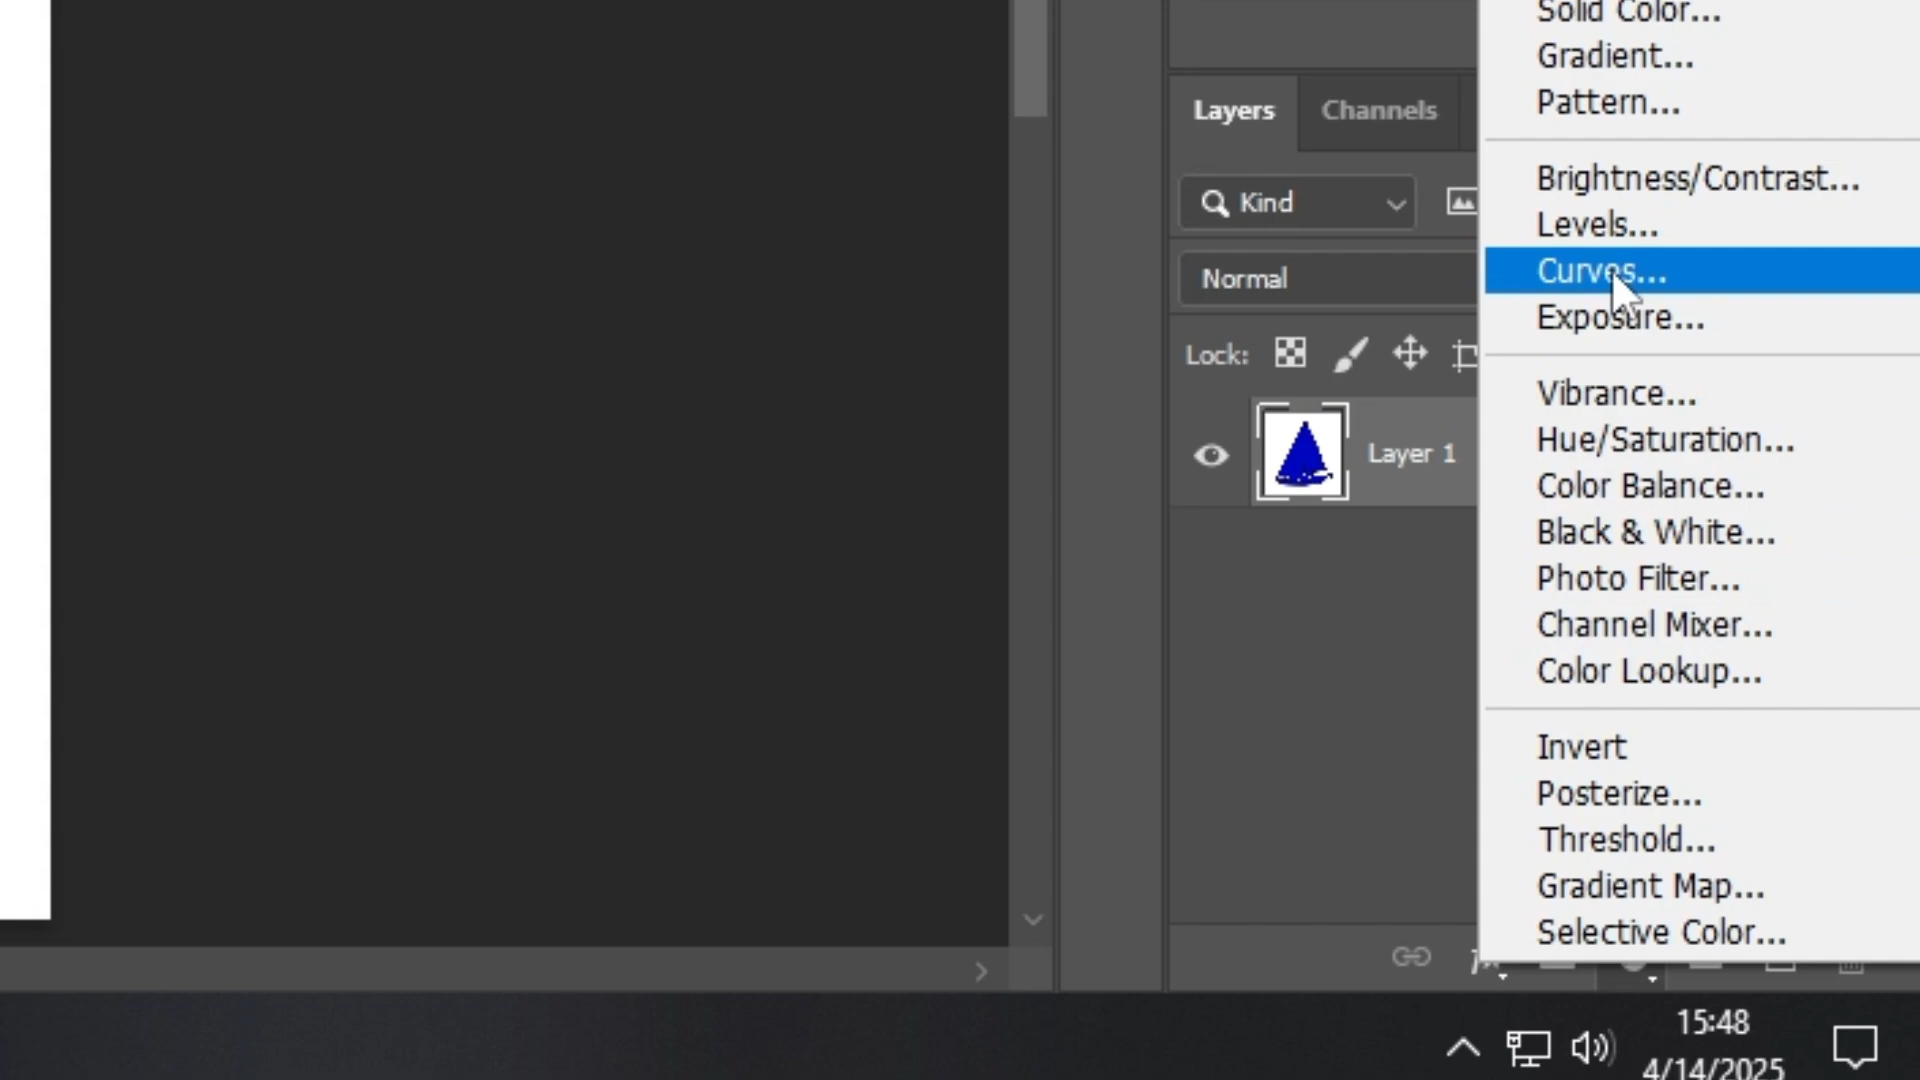 Solid Color...
Gradient...
Pattern...
Brightness/Contrast...
Levels...
Curves...
Exposure...
Vibrance...
Hue/Saturation...
Color Balance...
Black & White...
Photo Filter...
Channel Mixer...
Color Lookup...
Invert
Posterize...
Threshold...
Gradient Map...
Selective Color...
Layers Channels
Kind
Normal
Lock:
Layer 1
15:48
4/14/2025